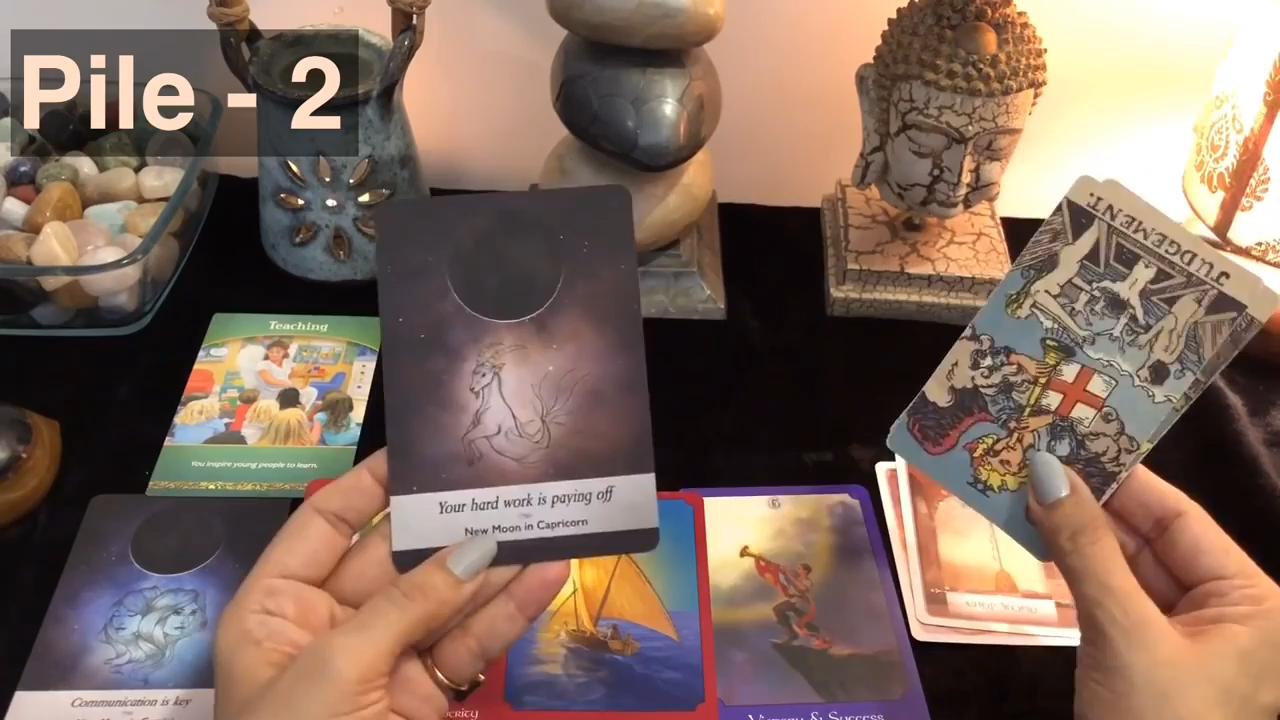 Pile - 2
JUDGEMENT.
Teaching
You inspire young people to learn.
Your hard work is paying off
New Moon in Capricorn
Communication is key
6
Victory & Success